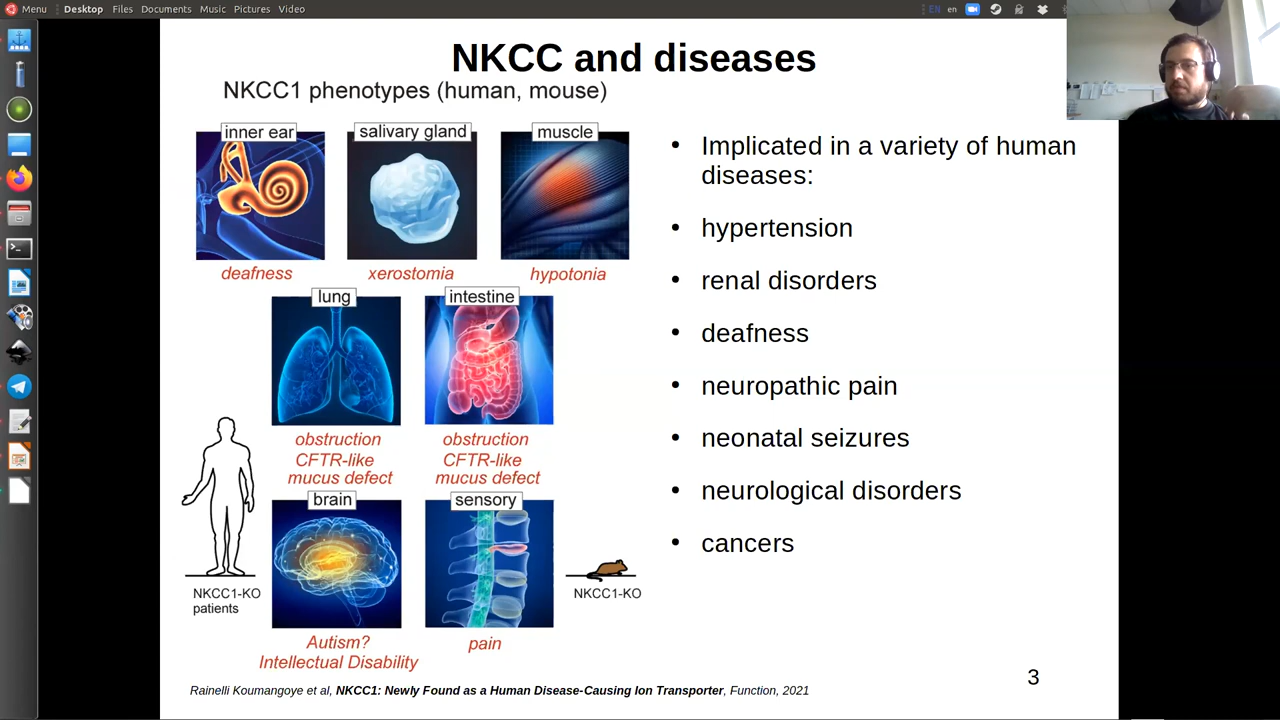 Menu Desktop Files Documents Music Pictures Video EN en
NKCC and diseases
NKCC1 phenotypes (human, mouse)
inner ear salivary gland muscle
deafness xerostomia hypotonia
lung intestine
obstruction obstruction
CFTR-like CFTR-like
mucus defect mucus defect
brain sensory
NKCC1-KO
patients
NKCC1-KO
Autism?
Intellectual Disability
pain
• Implicated in a variety of human
diseases:
• hypertension
• renal disorders
• deafness
• neuropathic pain
• neonatal seizures
• neurological disorders
• cancers
3
Rainelli Koumangoye et al, NKCC1: Newly Found as a Human Disease-Causing Ion Transporter, Function, 2021